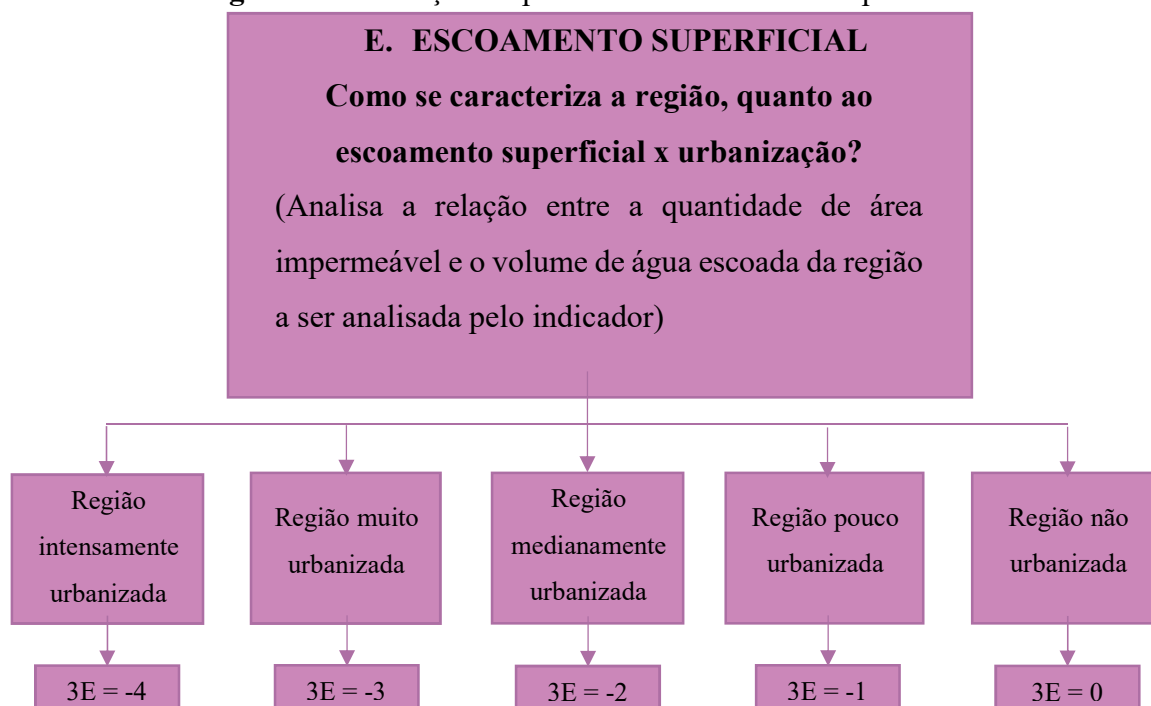 E. ESCOAMENTO SUPERFICIAL
Como se caracteriza a região, quanto ao
escoamento superficial x urbanização?
(Analisa a relação entre a quantidade de área
impermeável e o volume de água escoada da região
a ser analisada pelo indicador)
Região
intensamente
urbanizada
Região muito
urbanizada
Região
medianamente
urbanizada
Região pouco
urbanizada
Região não
urbanizada
3E = -4
3E = -3
3E = -2
3E = -1
3E = 0